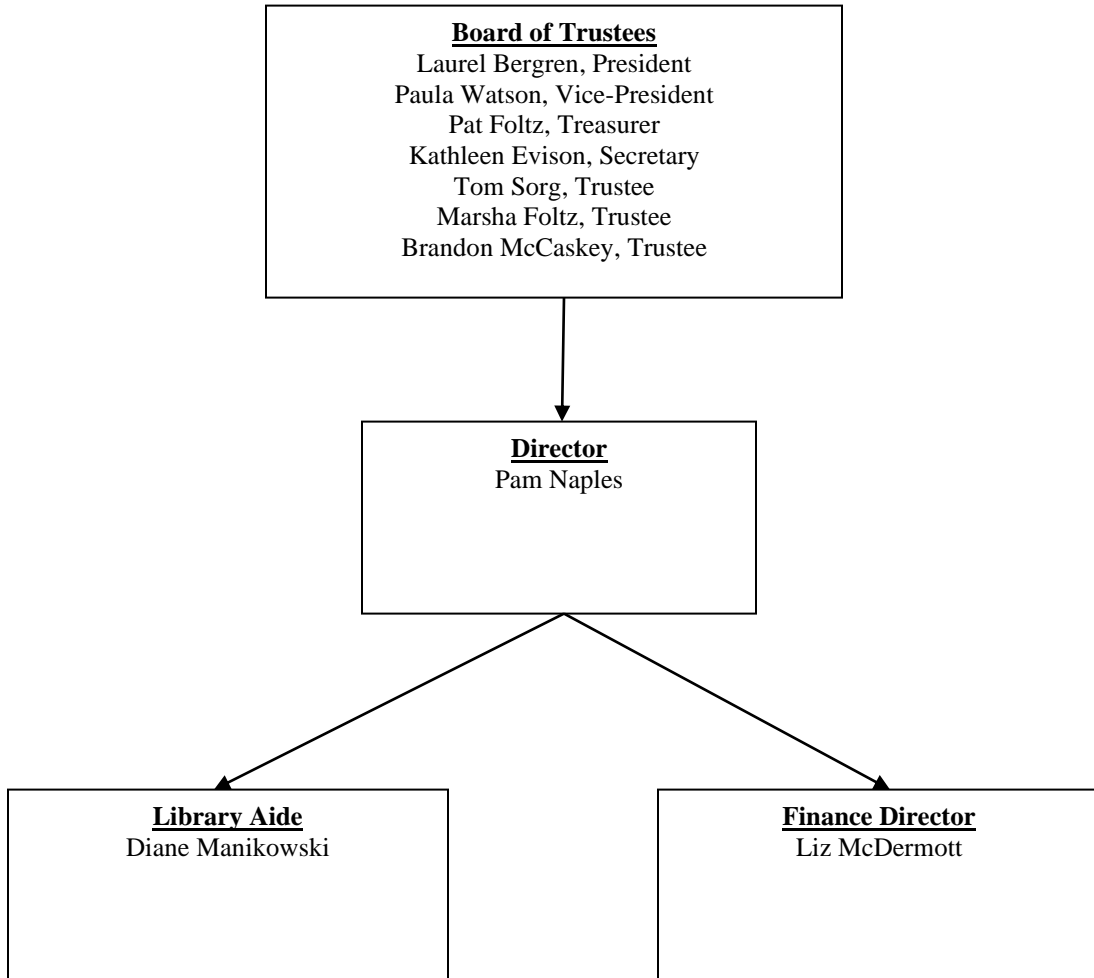 Board of Trustees
Laurel Bergren, President
Paula Watson, Vice-President
Pat Foltz, Treasurer
Kathleen Evison, Secretary
Tom Sorg, Trustee
Marsha Foltz, Trustee
Brandon McCaskey, Trustee
Director
Pam Naples
Library Aide
Diane Manikowski
Finance Director
Liz McDermott